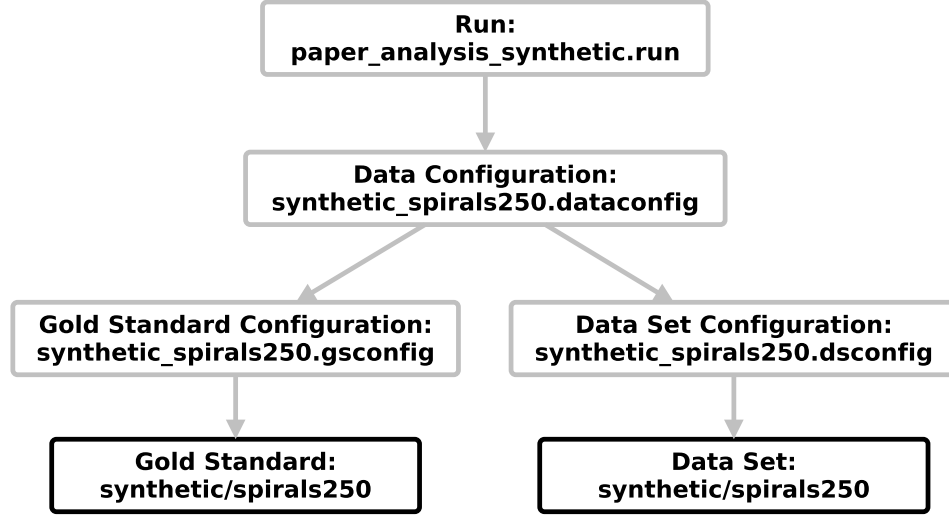 Run:
paper_analysis_synthetic.run
Data Configuration:
synthetic_spirals250.dataconfig
Gold Standard Configuration:
synthetic_spirals250.gsconfig
Data Set Configuration:
synthetic_spirals250.dsconfig
Gold Standard:
synthetic/spirals250
Data Set:
synthetic/spirals250